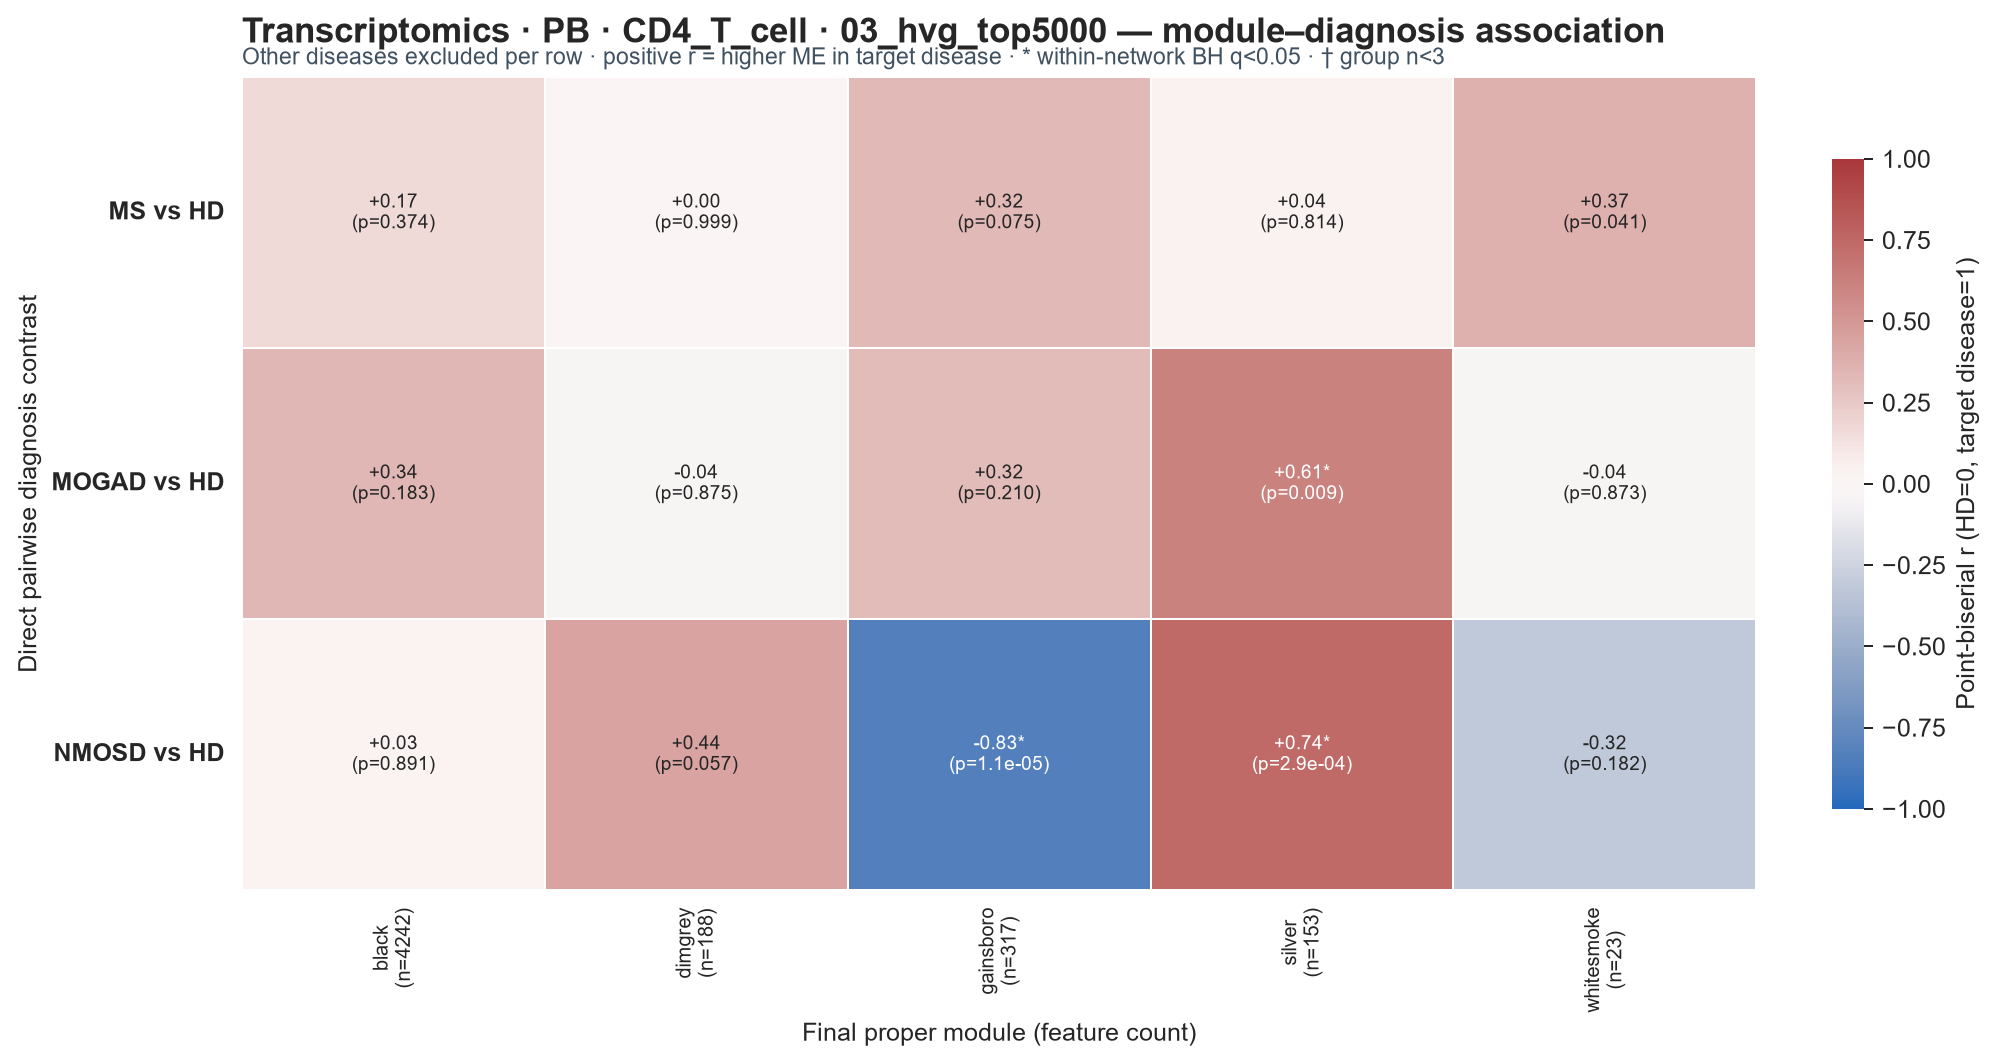 Transcriptomics · PB · CD4_T_cell · 03_hvg_top5000 — module–diagnosis association
Other diseases excluded per row · positive r = higher ME in target disease · * within-network BH q<0.05 · † group n<3
Direct pairwise diagnosis contrast
MS vs HD
+0.17
(p=0.374)
+0.00
(p=0.999)
+0.32
(p=0.075)
+0.04
(p=0.814)
+0.37
(p=0.041)
MOGAD vs HD
+0.34
(p=0.183)
-0.04
(p=0.875)
+0.32
(p=0.210)
+0.61*
(p=0.009)
-0.04
(p=0.873)
NMOSD vs HD
+0.03
(p=0.891)
+0.44
(p=0.057)
-0.83*
(p=1.1e-05)
+0.74*
(p=2.9e-04)
-0.32
(p=0.182)
black
(n=4242)
dimgrey
(n=188)
gainsboro
(n=317)
silver
(n=153)
whitesmoke
(n=23)
Final proper module (feature count)
1.00
0.75
0.50
0.25
0.00
−0.25
−0.50
−0.75
−1.00
Point-biserial r (HD=0, target disease=1)